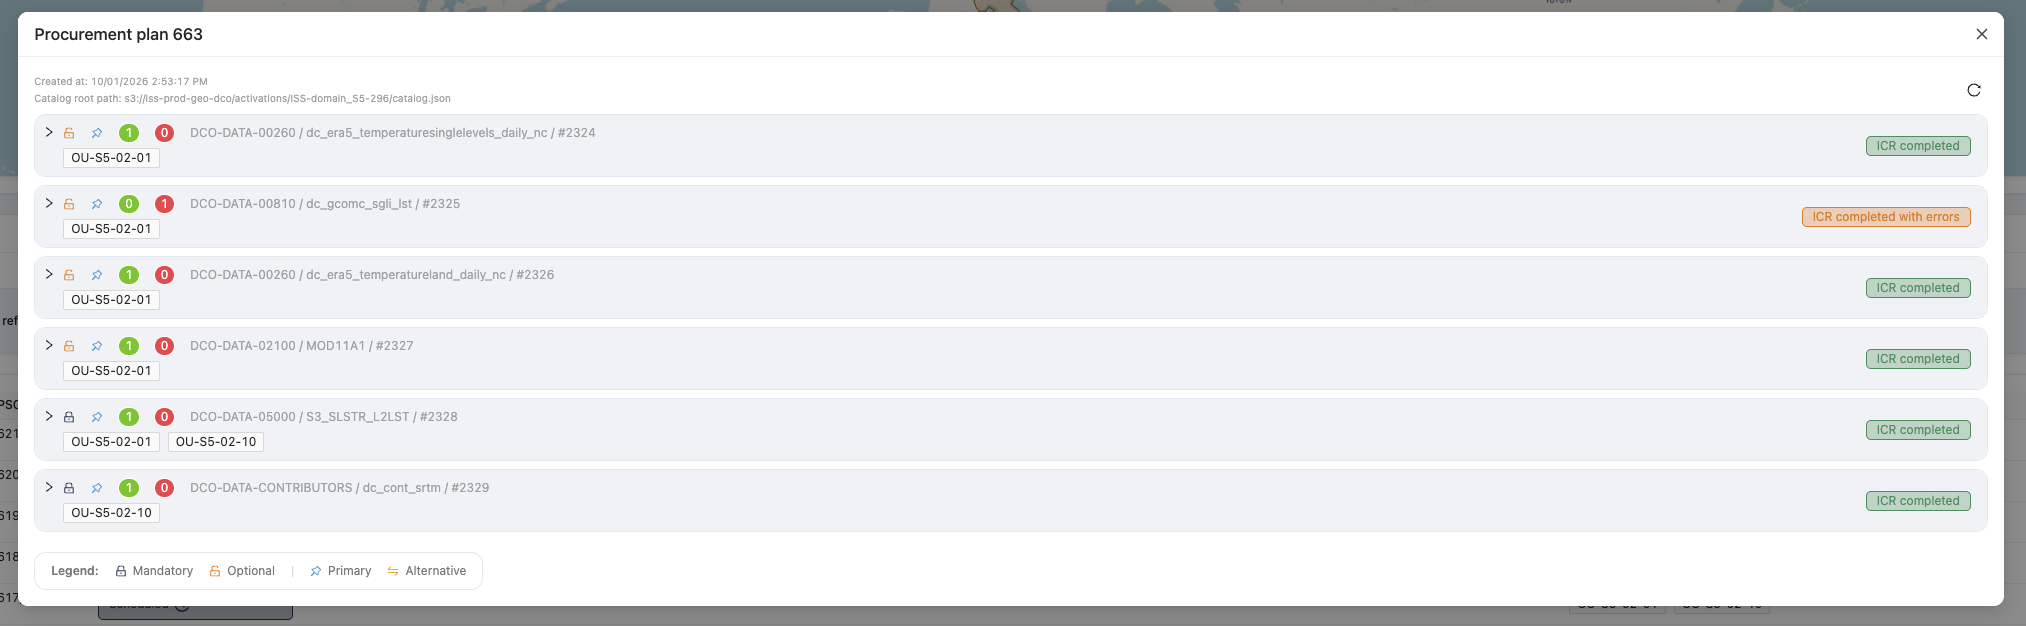 Procurement plan 663
Created at: 10/01/2026 2:53:17 PM
Catalog root path: s3://iss-prod-geo-dco/activations/ISS-domain_S5-296/catalog.json
1 0 DCO-DATA-00260 / dc_era5_temperaturesinglelevels_daily_nc / #2324
OU-S5-02-01
ICR completed
0 1 DCO-DATA-00810 / dc_gcomc_sgli_lst / #2325
OU-S5-02-01
ICR completed with errors
1 0 DCO-DATA-00260 / dc_era5_temperatureland_daily_nc / #2326
OU-S5-02-01
ICR completed
ref
1 0 DCO-DATA-02100 / MOD11A1 / #2327
OU-S5-02-01
ICR completed
1 0 DCO-DATA-05000 / S3_SLSTR_L2LST / #2328
OU-S5-02-01 OU-S5-02-10
ICR completed
621
620
1 0 DCO-DATA-CONTRIBUTORS / dc_cont_srtm / #2329
OU-S5-02-10
ICR completed
619
618
Legend: Mandatory Optional | Primary Alternative
617